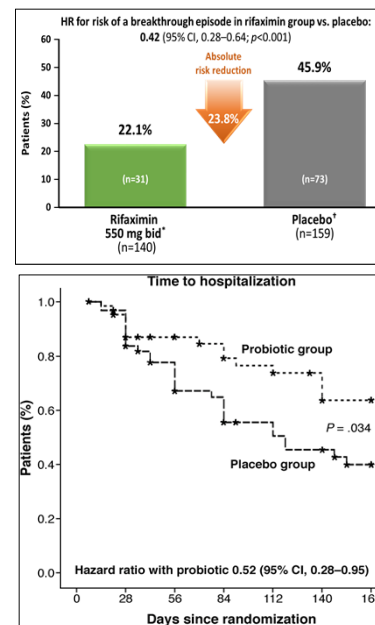 HR for risk of a breakthrough episode in rifaximin group vs. placebo:
0.42 (95% CI, 0.28–0.64; p<0.001)
Absolute
risk reduction
23.8%
Patients (%)
60
50
40
30
20
10
0
22.1%
45.9%
(n=31)
(n=73)
Rifaximin
550 mg bid*
(n=140)
Placebo†
(n=159)
Time to hospitalization
Patients (%)
1.0
0.8
0.6
0.4
0.2
0.0
Probiotic group
P = .034
Placebo group
Hazard ratio with probiotic 0.52 (95% CI, 0.28–0.95)
0 28 56 84 112 140
Days since randomization